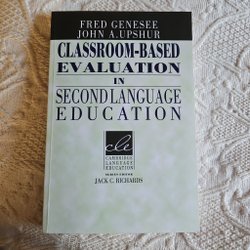 FRED GENESEE
JOHN A. UPSHUR
CLASSROOM-BASED
EVALUATION
IN
SECOND LANGUAGE
EDUCATION
cle
CAMBRIDGE
LANGUAGE
EDUCATION
SERIES EDITOR
JACK C. RICHARDS